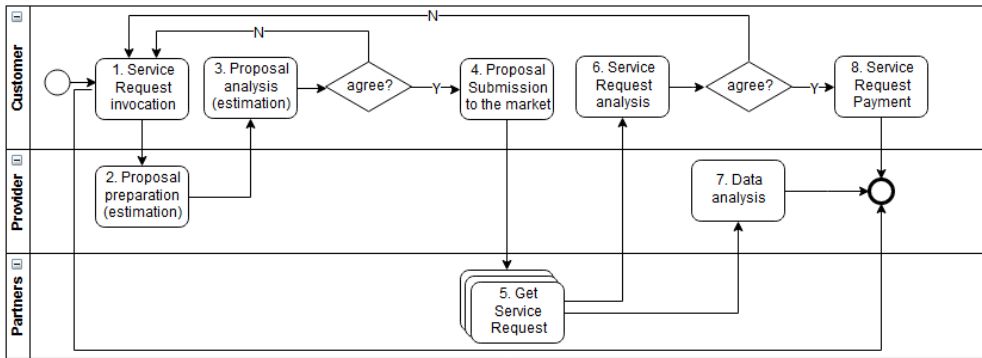 Customer
N
N
1. Service
Request
invocation
3. Proposal
analysis
(estimation)
agree?
Y
4. Proposal
Submission
to the market
6. Service
Request
analysis
agree?
Y
8. Service
Request
Payment
Provider
2. Proposal
preparation
(estimation)
7. Data
analysis
Partners
5. Get
Service
Request